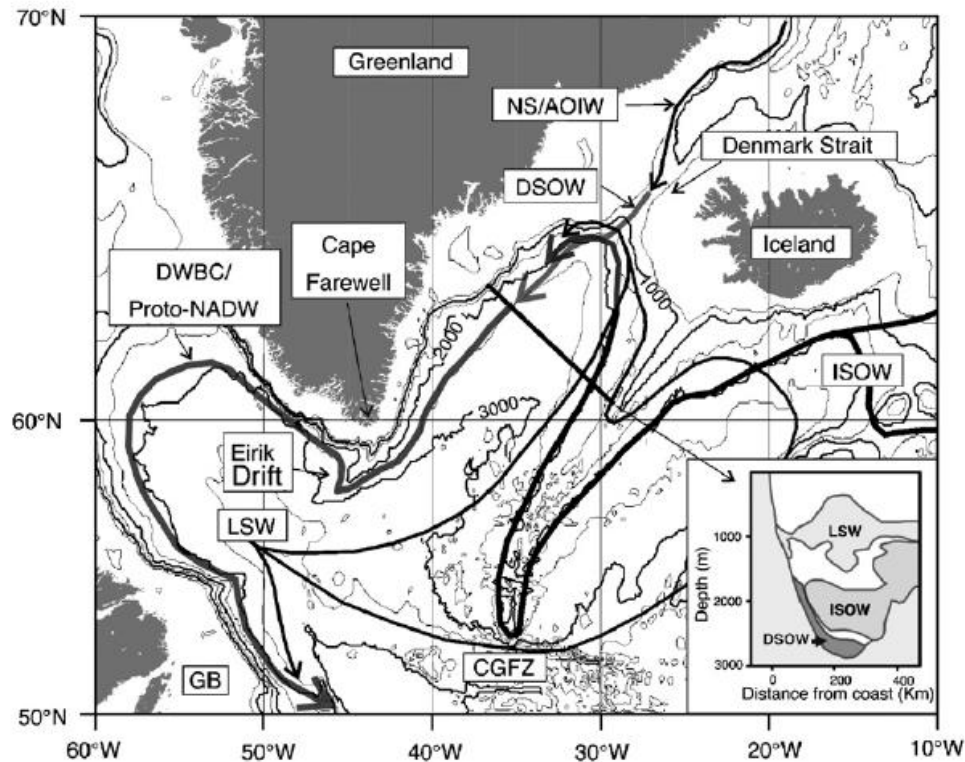 70°N
Greenland
NS/AOIW
Denmark Strait
DSOW
Iceland
Cape
Farewell
DWBC/
Proto-NADW
1000
2000
ISOW
3000
60°N
Eirik
Drift
LSW
CGFZ
GB
50°N
60°W
50°W
40°W
30°W
20°W
10°W
LSW
ISOW
DSOW
Depth (m)
1000
2000
3000
0
200
400
Distance from coast (Km)